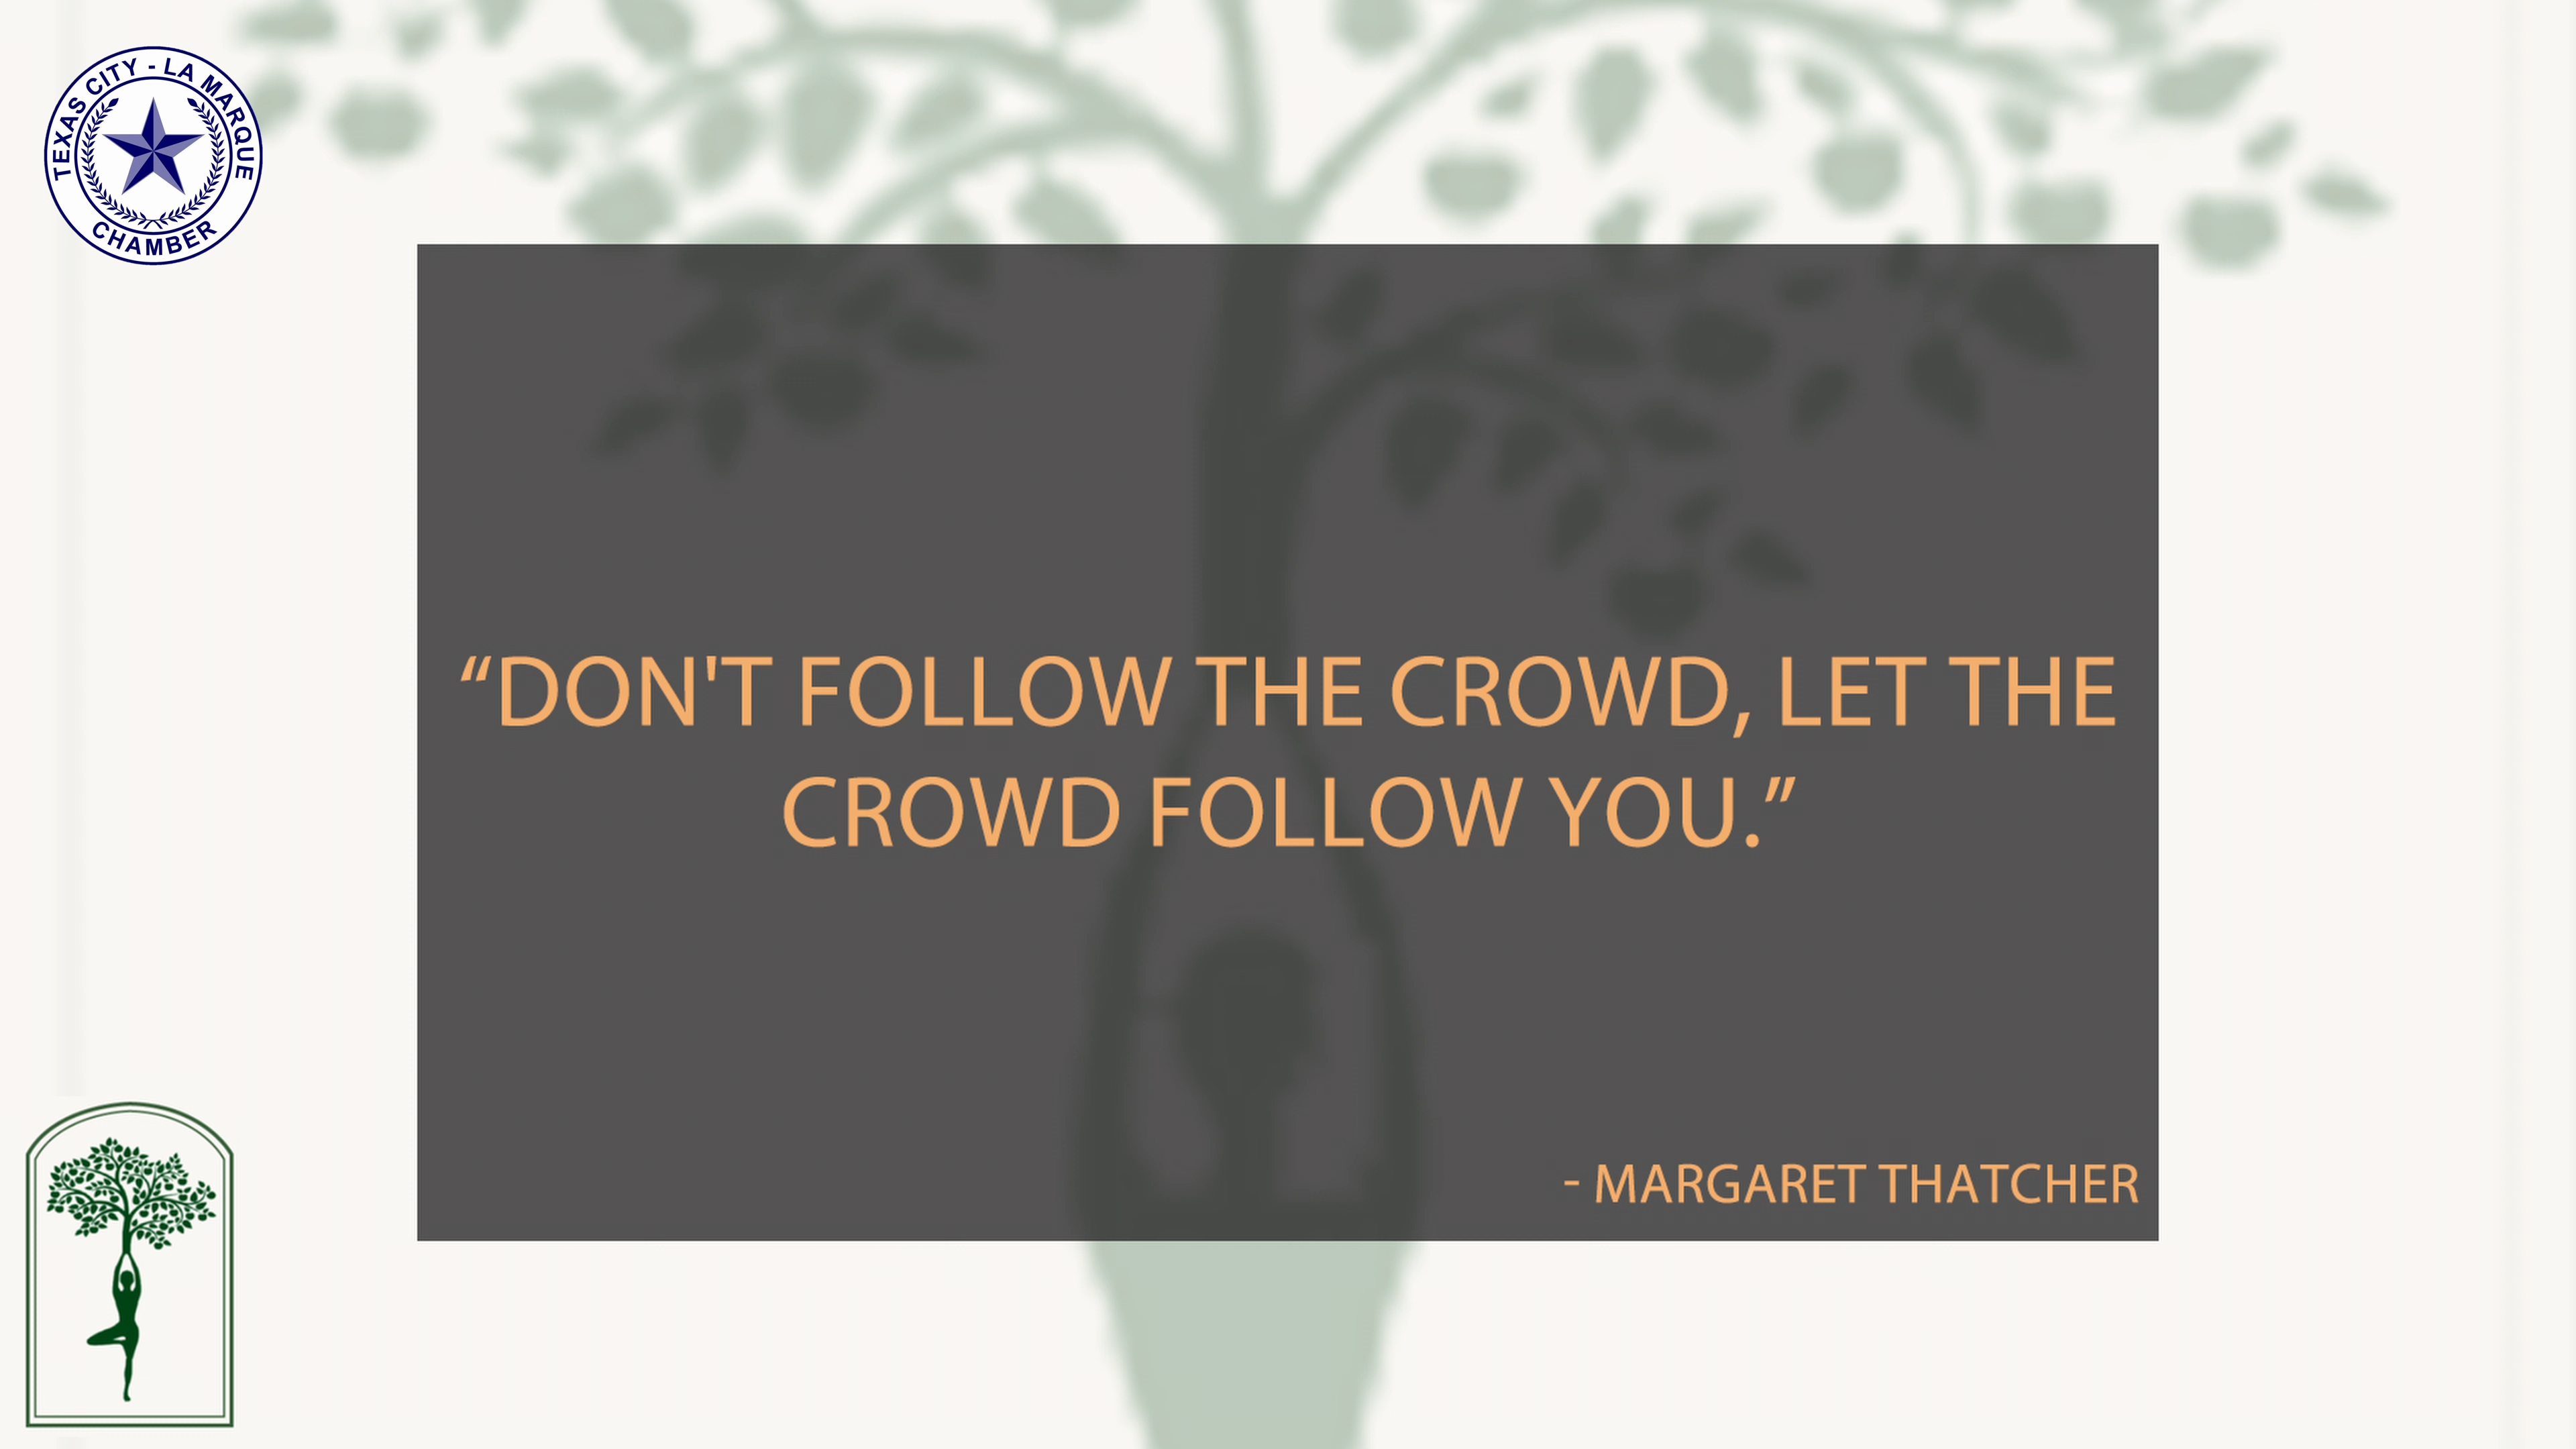 TEXAS CITY - LA MARQUE
CHAMBER
“DON'T FOLLOW THE CROWD, LET THE
CROWD FOLLOW YOU.”
- MARGARET THATCHER